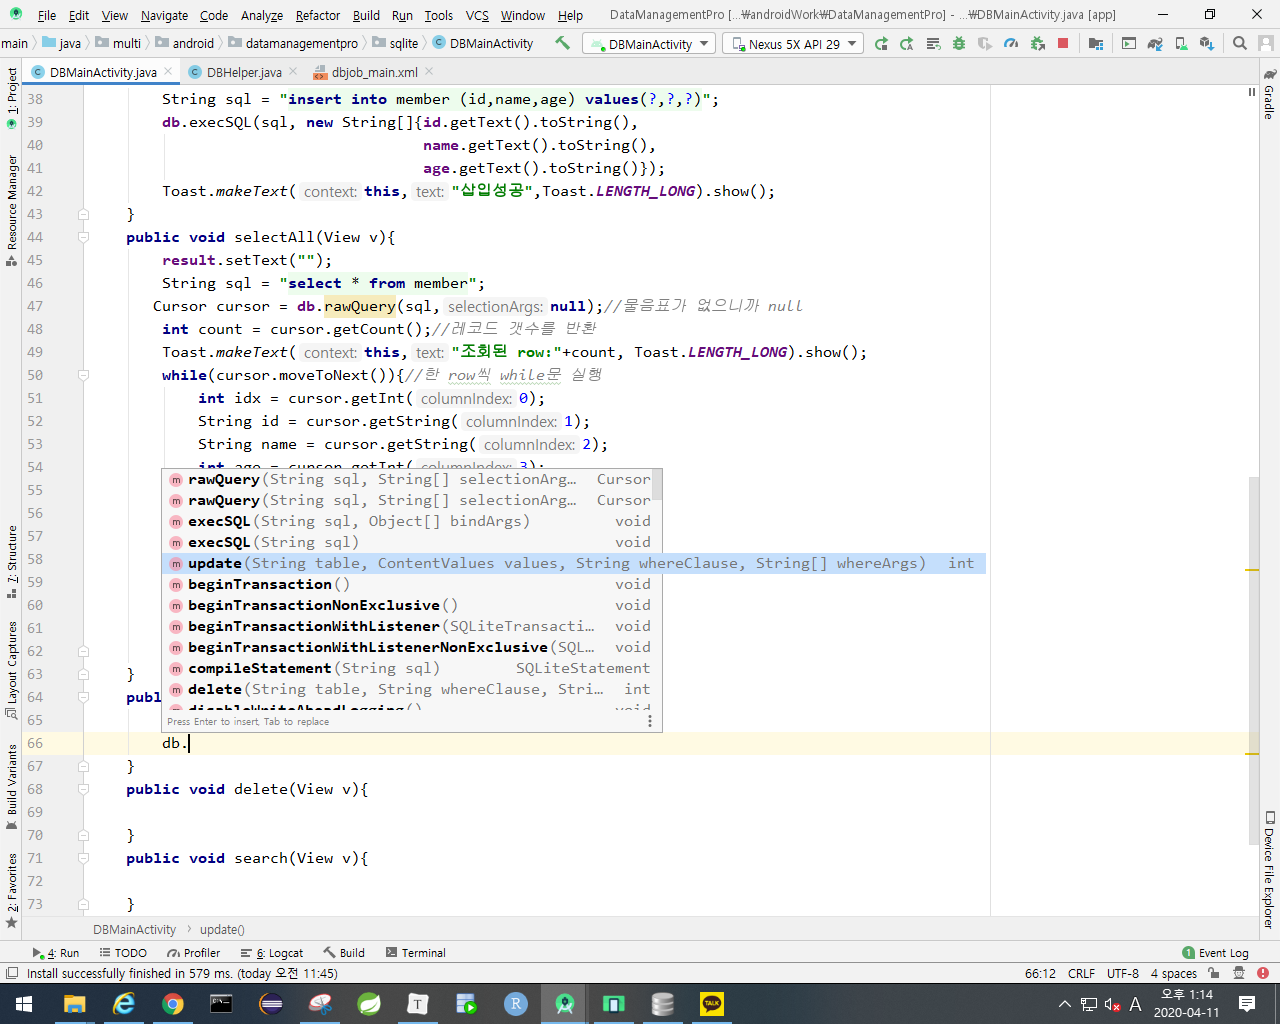 File Edit View Navigate Code Analyze Refactor Build Run Tools VCS Window Help DataManagementPro [...₩androidWork₩DataManagementPro] - ...₩DBMainActivity.java [app]
main java multi android datamanagementpro sqlite DBMainActivity DBMainActivity Nexus 5X API 29
DBMainActivity.java DBHelper.java dbjob_main.xml
38 String sql = "insert into member (id,name,age) values(?,?,?)";
39 db.execSQL(sql, new String[]{id.getText().toString(),
40 name.getText().toString(),
41 age.getText().toString()});
42 Toast.makeText( context: this, text: "삽입성공",Toast.LENGTH_LONG).show();
43 }
44 public void selectAll(View v){
45 result.setText("");
46 String sql = "select * from member";
47 Cursor cursor = db.rawQuery(sql, selectionArgs: null);//물음표가 없으니까 null
48 int count = cursor.getCount();//레코드 갯수를 반환
49 Toast.makeText( context: this, text: "조회된 row:"+count, Toast.LENGTH_LONG).show();
50 while(cursor.moveToNext()){//한 row씩 while문 실행
51 int idx = cursor.getInt( columnIndex: 0);
52 String id = cursor.getString( columnIndex: 1);
53 String name = cursor.getString( columnIndex: 2);
54 int age = cursor.getInt( columnIndex: 3);
55 rawQuery(String sql, String[] selectionArg... Cursor
56 rawQuery(String sql, String[] selectionArg... Cursor
57 execSQL(String sql, Object[] bindArgs) void
execSQL(String sql) void
58 update(String table, ContentValues values, String whereClause, String[] whereArgs) int
59 beginTransaction() void
60 beginTransactionNonExclusive() void
61 beginTransactionWithListener(SQLiteTransacti... void
62 beginTransactionWithListenerNonExclusive(SQL... void
63 } compileStatement(String sql) SQLiteStatement
64 publ delete(String table, String whereClause, Stri... int
disableWriteAheadLogging() void
65 Press Enter to insert, Tab to replace
66 db.
67 }
68 public void delete(View v){
69
70 }
71 public void search(View v){
72
73 }
DBMainActivity update()
4: Run TODO Profiler 6: Logcat Build Terminal 1 Event Log
Install successfully finished in 579 ms. (today 오전 11:45) 66:12 CRLF UTF-8 4 spaces
오후 1:14
2020-04-11
A
T
R
TALK
1: Project
Resource Manager
7: Structure
Layout Captures
Build Variants
2: Favorites
Gradle
Device File Explorer